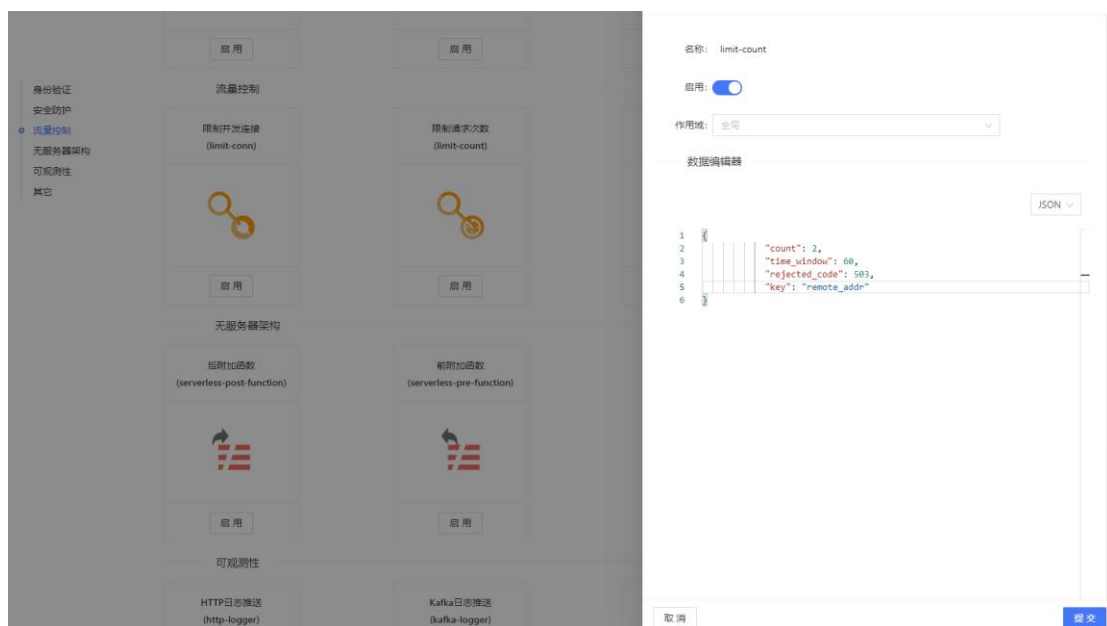 启 用
启 用
身份验证
安全防护
流量控制
无服务器架构
可观测性
其它
流量控制
限制并发连接
(limit-conn)
限制请求次数
(limit-count)
启 用
启 用
无服务器架构
后附加函数
(serverless-post-function)
前附加函数
(serverless-pre-function)
启 用
启 用
可观测性
HTTP日志推送
(http-logger)
Kafka日志推送
(kafka-logger)
名称: limit-count
启用:
作用域: 全局
数据编辑器
JSON
1 {
2 "count": 2,
3 "time_window": 60,
4 "rejected_code": 503,
5 "key": "remote_addr"
6 }
取 消
提 交